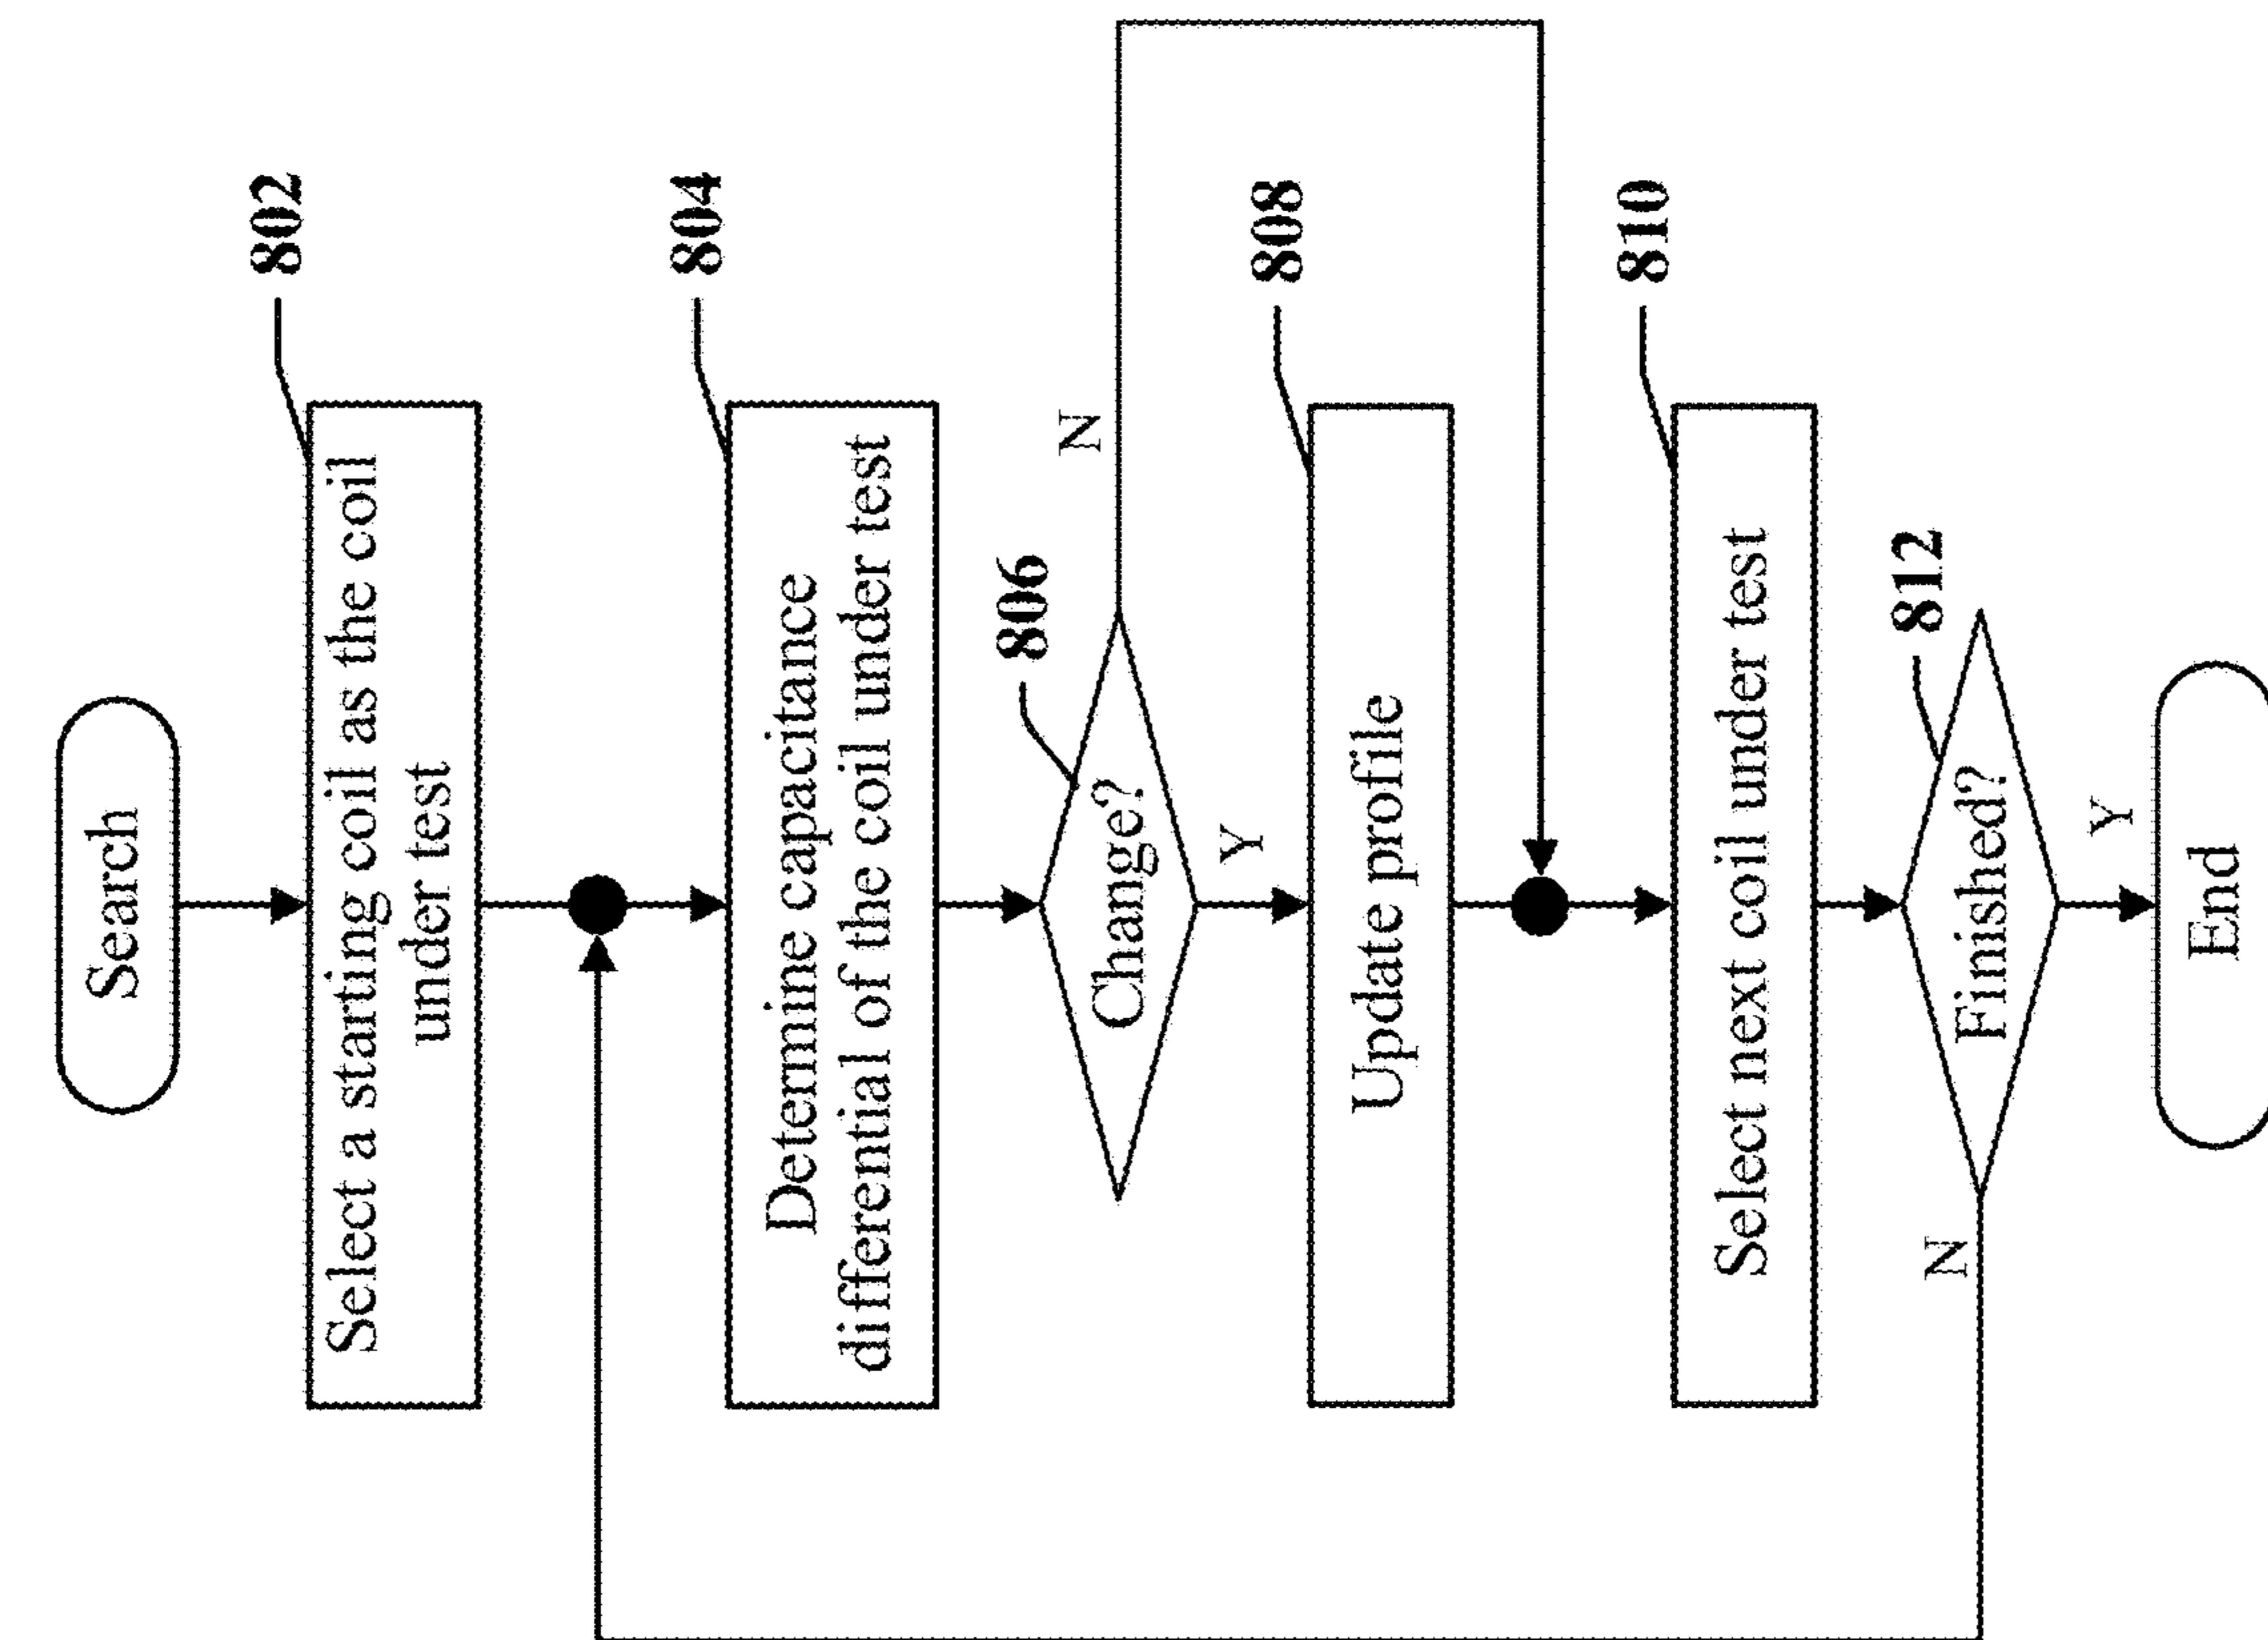 Search
802
Select a starting coil as the coil
under test
804
Determine capacitance
differential of the coil under test
806
Change?
N
Y
808
Update profile
810
Select next coil under test
812
Finished?
N
Y
End